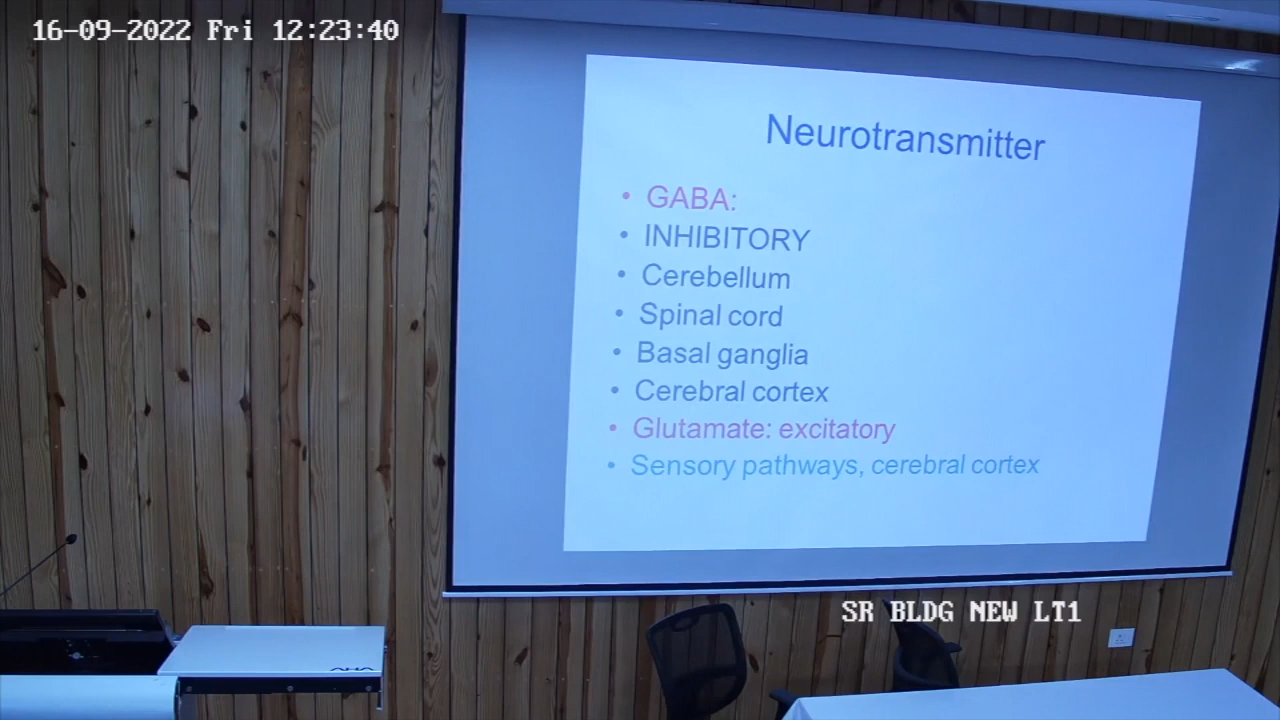 16-09-2022 Fri 12:23:40
Neurotransmitter
• GABA:
• INHIBITORY
• Cerebellum
• Spinal cord
• Basal ganglia
• Cerebral cortex
• Glutamate: excitatory
• Sensory pathways, cerebral cortex
SR BLDG NEW LT1
AHA